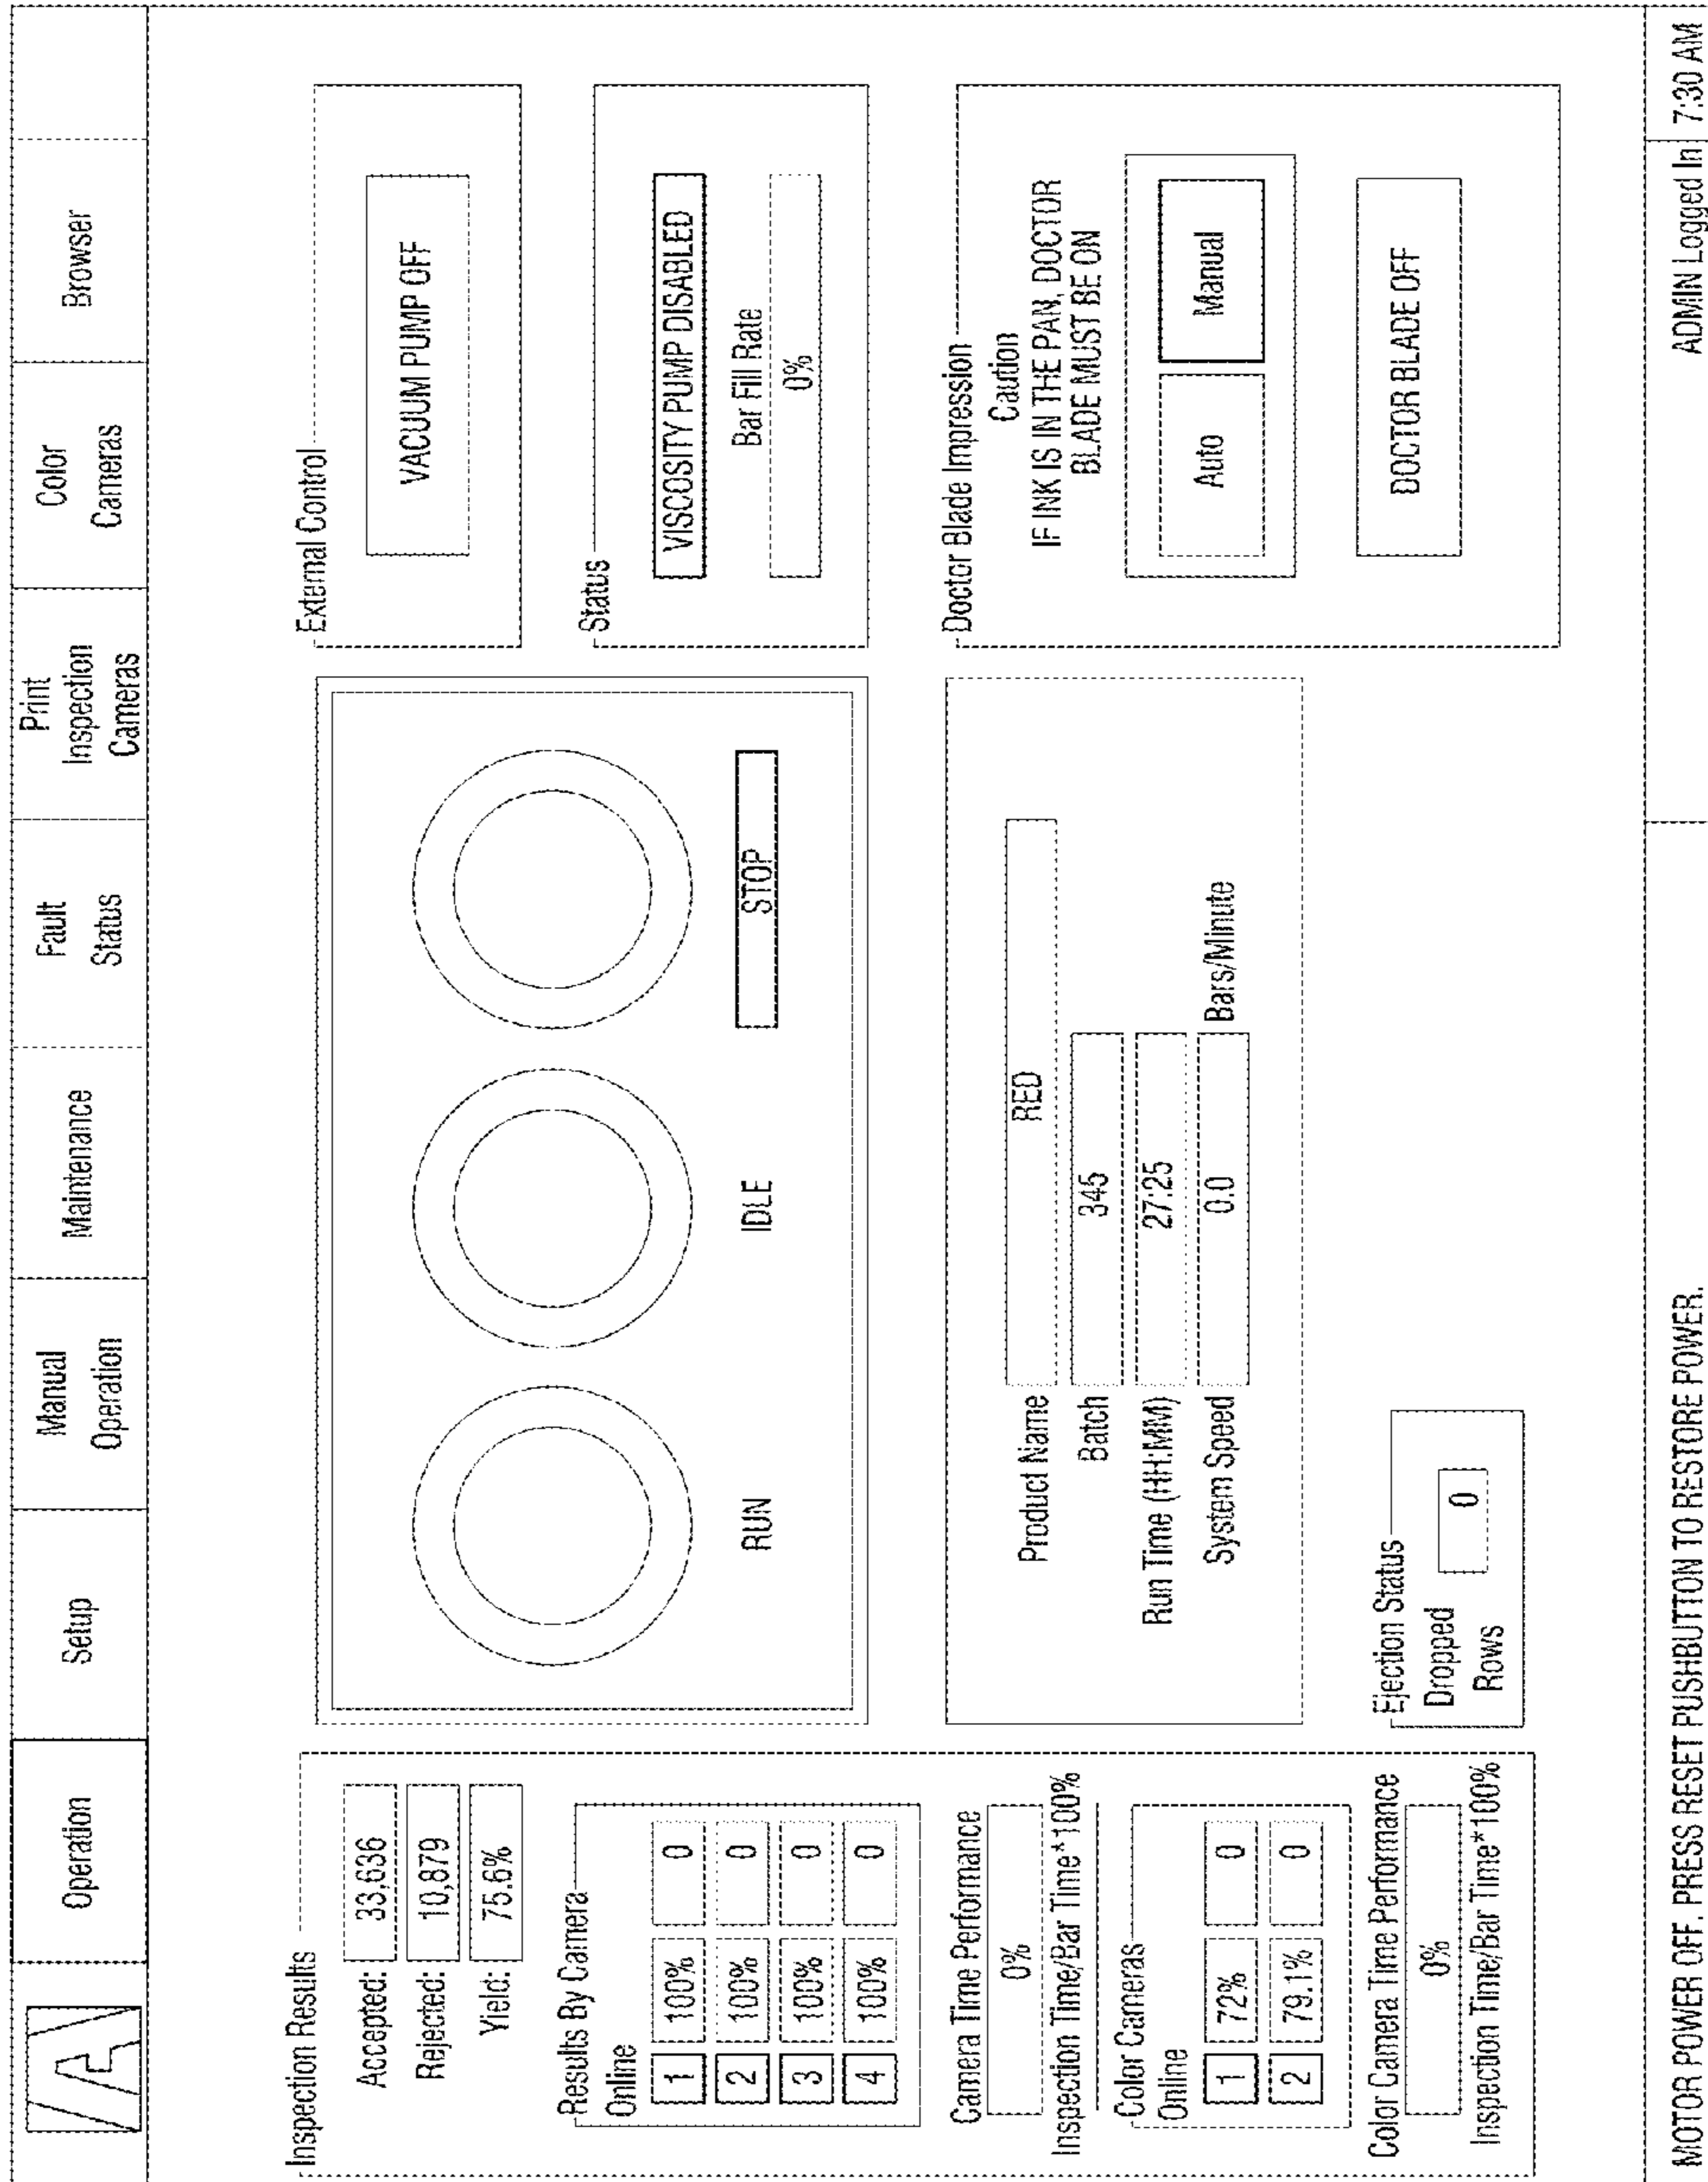 A
Operation
Setup
Manual
Operation
Maintenance
Fault
Status
Print
Inspection
Cameras
Color
Cameras
Browser
Inspection Results
Accepted: 33,636
Rejected: 10,879
Yield: 75.6%
Results By Camera
Online
1 100% 0
2 100% 0
3 100% 0
4 100% 0
Camera Time Performance
0%
Inspection Time/Bar Time*100%
Color Cameras
Online
1 72% 0
2 79.1% 0
Color Camera Time Performance
0%
Inspection Time/Bar Time*100%
RUN
IDLE
STOP
Product Name RED
Batch 345
Run Time (HH:MM) 27:25
System Speed 0.0 Bars/Minute
Ejection Status
Dropped
Rows
0
External Control
VACUUM PUMP OFF
Status
VISCOSITY PUMP DISABLED
Bar Fill Rate
0%
Doctor Blade Impression
Caution
IF INK IS IN THE PAN, DOCTOR
BLADE MUST BE ON
Auto
Manual
DOCTOR BLADE OFF
MOTOR POWER OFF. PRESS RESET PUSHBUTTON TO RESTORE POWER.
ADMIN Logged In
7:30 AM